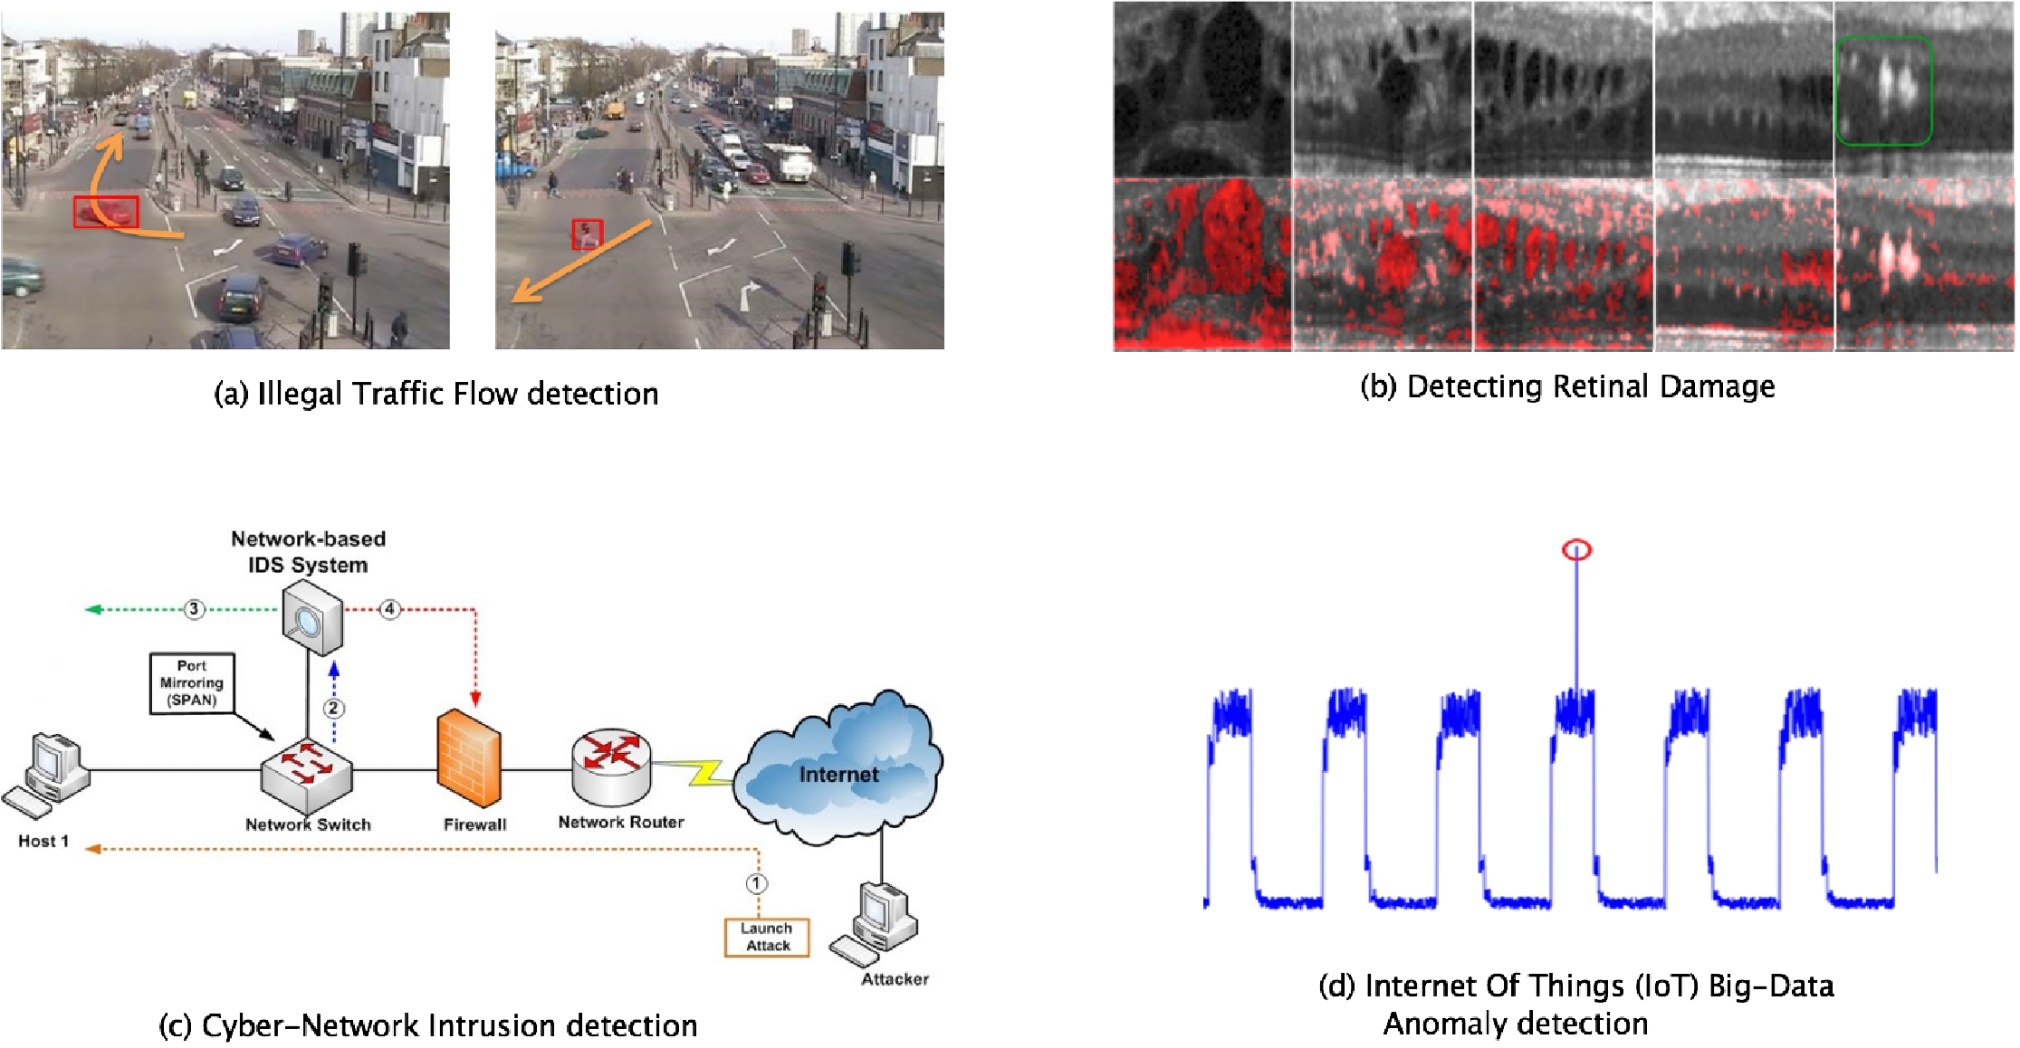 (a) Illegal Traffic Flow detection
(b) Detecting Retinal Damage
Network-based
IDS System
3
4
Port
Mirroring
(SPAN)
2
Internet
Host 1
Network Switch
Firewall
Network Router
1
Launch
Attack
Attacker
(c) Cyber-Network Intrusion detection
(d) Internet Of Things (IoT) Big-Data
Anomaly detection